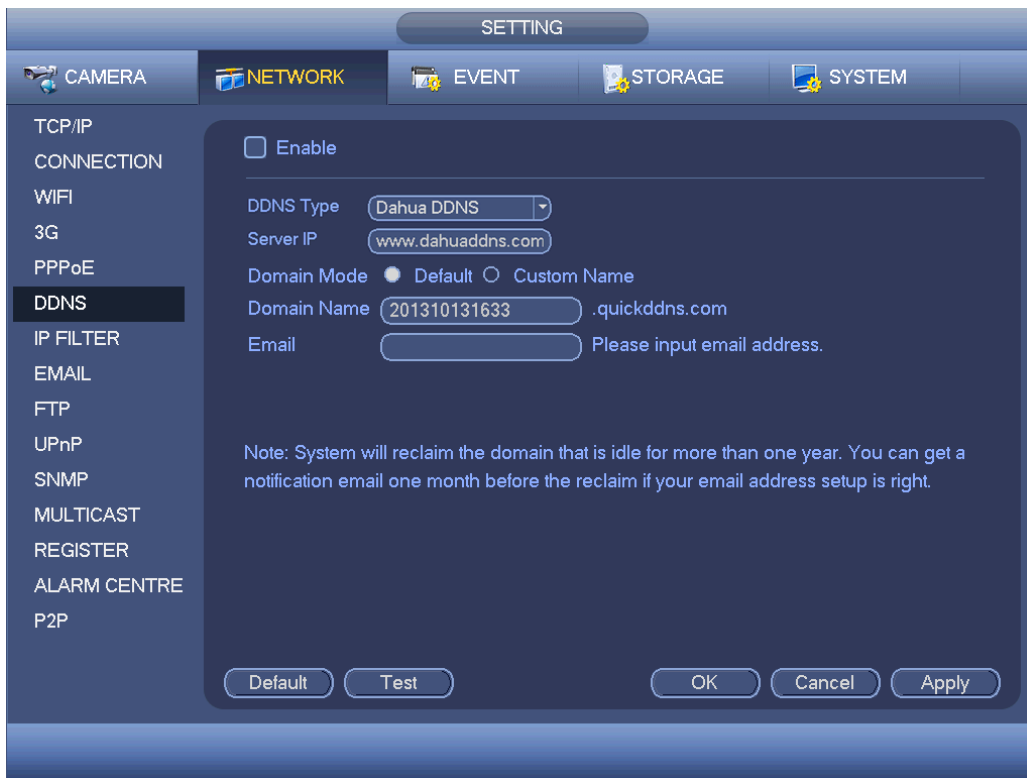 SETTING
CAMERA NETWORK EVENT STORAGE SYSTEM
TCP/IP
CONNECTION
WIFI
3G
PPPoE
DDNS
IP FILTER
EMAIL
FTP
UPnP
SNMP
MULTICAST
REGISTER
ALARM CENTRE
P2P
Enable
DDNS Type Dahua DDNS
Server IP www.dahuaddns.com
Domain Mode Default Custom Name
Domain Name 201310131633 .quickddns.com
Email Please input email address.
Note: System will reclaim the domain that is idle for more than one year. You can get a
notification email one month before the reclaim if your email address setup is right.
Default Test OK Cancel Apply